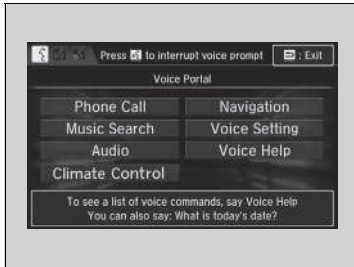 Press to interrupt voice prompt
: Exit
Voice Portal
Phone Call
Navigation
Music Search
Voice Setting
Audio
Voice Help
Climate Control
To see a list of voice commands, say Voice Help
You can also say: What is today's date?